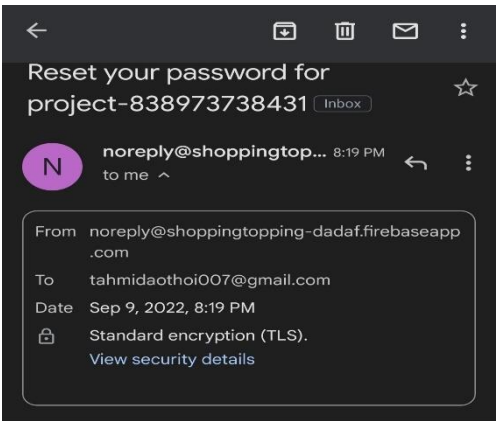 Reset your password for
project-838973738431 Inbox
N
noreply@shoppingtop... 8:19 PM
to me
From noreply@shoppingtopping-dadaf.firebaseapp
.com
To tahmidaothoi007@gmail.com
Date Sep 9, 2022, 8:19 PM
Standard encryption (TLS).
View security details